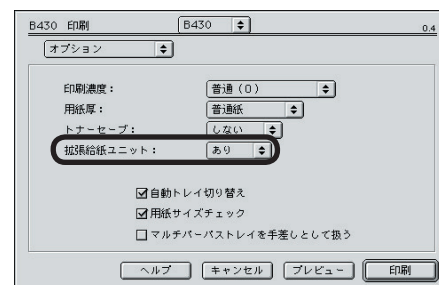 B430 印刷 B430 0.4
オプション
印刷濃度： 普通（0）
用紙厚： 普通紙
トナーセーブ： しない
拡張給紙ユニット： あり
自動トレイ切り替え
用紙サイズチェック
マルチパーパストレイを手差しとして扱う
ヘルプ キャンセル プレビュー 印刷